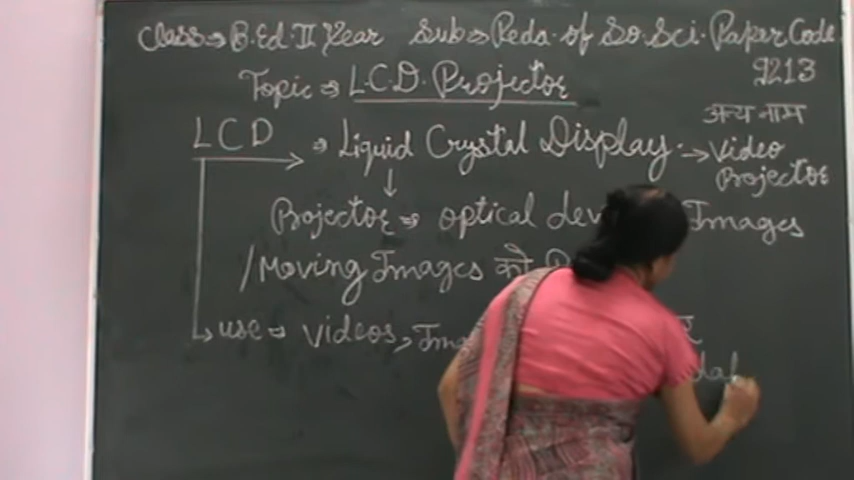 Class⇒ B.Ed. II Year Sub⇒ Peda. of So. Sci. Paper Code
9213
Topic ⇒ L.C.D. Projector
अन्य नाम
LCD ⇒ Liquid Crystal Display. → Video Projector
↓
Projector ⇒ optical Images
/Moving Images को
use ⇒ videos,